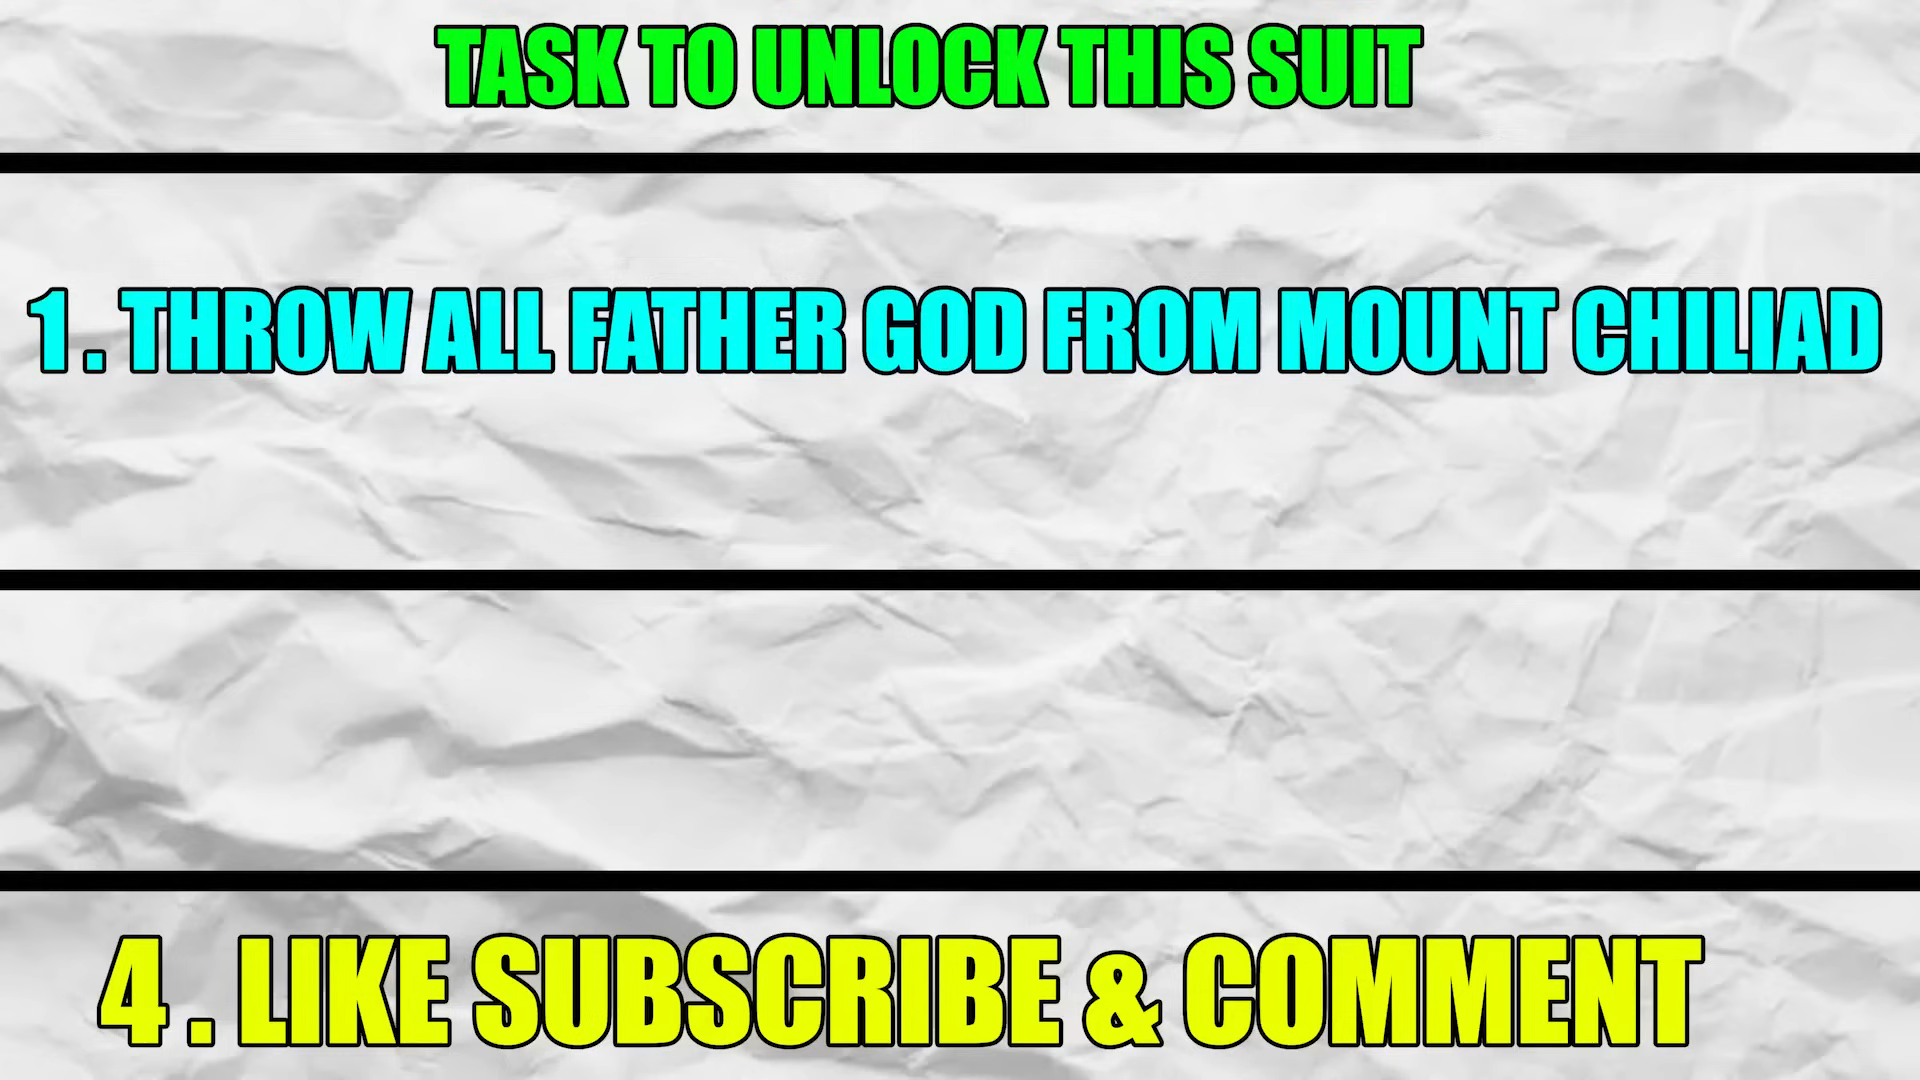 TASK TO UNLOCK THIS SUIT
1. THROW ALL FATHER GOD FROM MOUNT CHILIAD
4. LIKE SUBSCRIBE & COMMENT